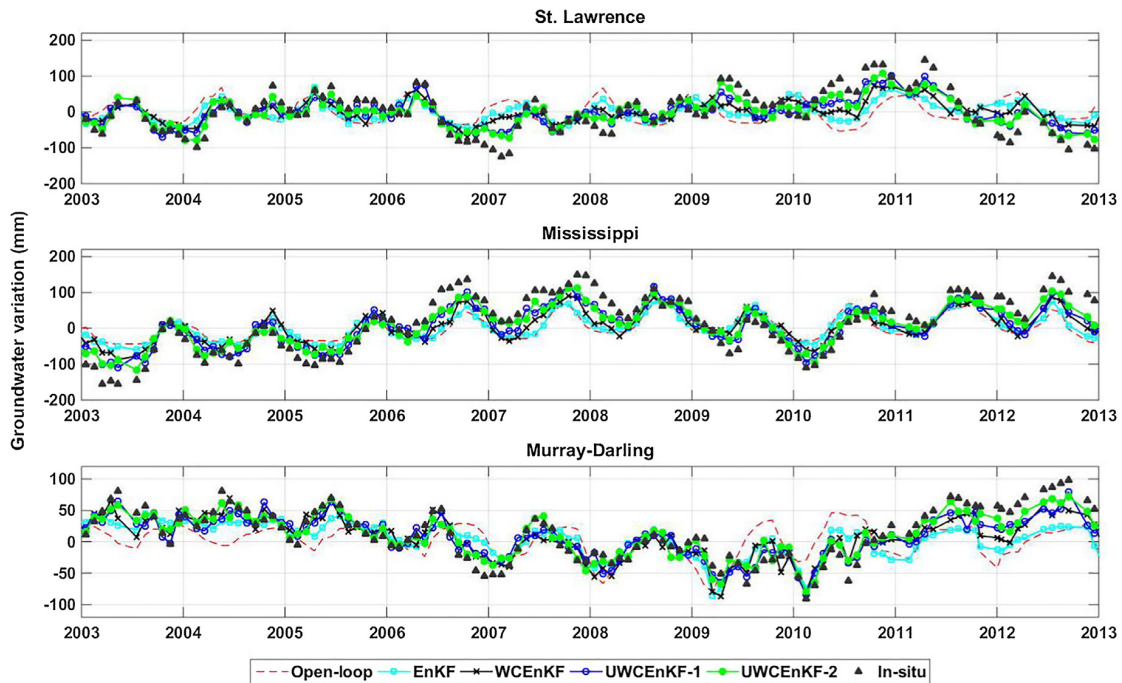 St. Lawrence
200
100
0
-100
-200
2003 2004 2005 2006 2007 2008 2009 2010 2011 2012 2013
Groundwater variation (mm)
Mississippi
200
100
0
-100
-200
2003 2004 2005 2006 2007 2008 2009 2010 2011 2012 2013
Murray-Darling
100
50
0
-50
-100
2003 2004 2005 2006 2007 2008 2009 2010 2011 2012 2013
Open-loop EnKF WCEnKF UWCEnKF-1 UWCEnKF-2 In-situ